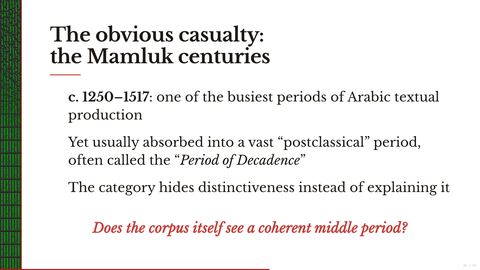 The obvious casualty:
the Mamluk centuries
c. 1250–1517: one of the busiest periods of Arabic textual
production
Yet usually absorbed into a vast “postclassical” period,
often called the “Period of Decadence”
The category hides distinctiveness instead of explaining it
Does the corpus itself see a coherent middle period?